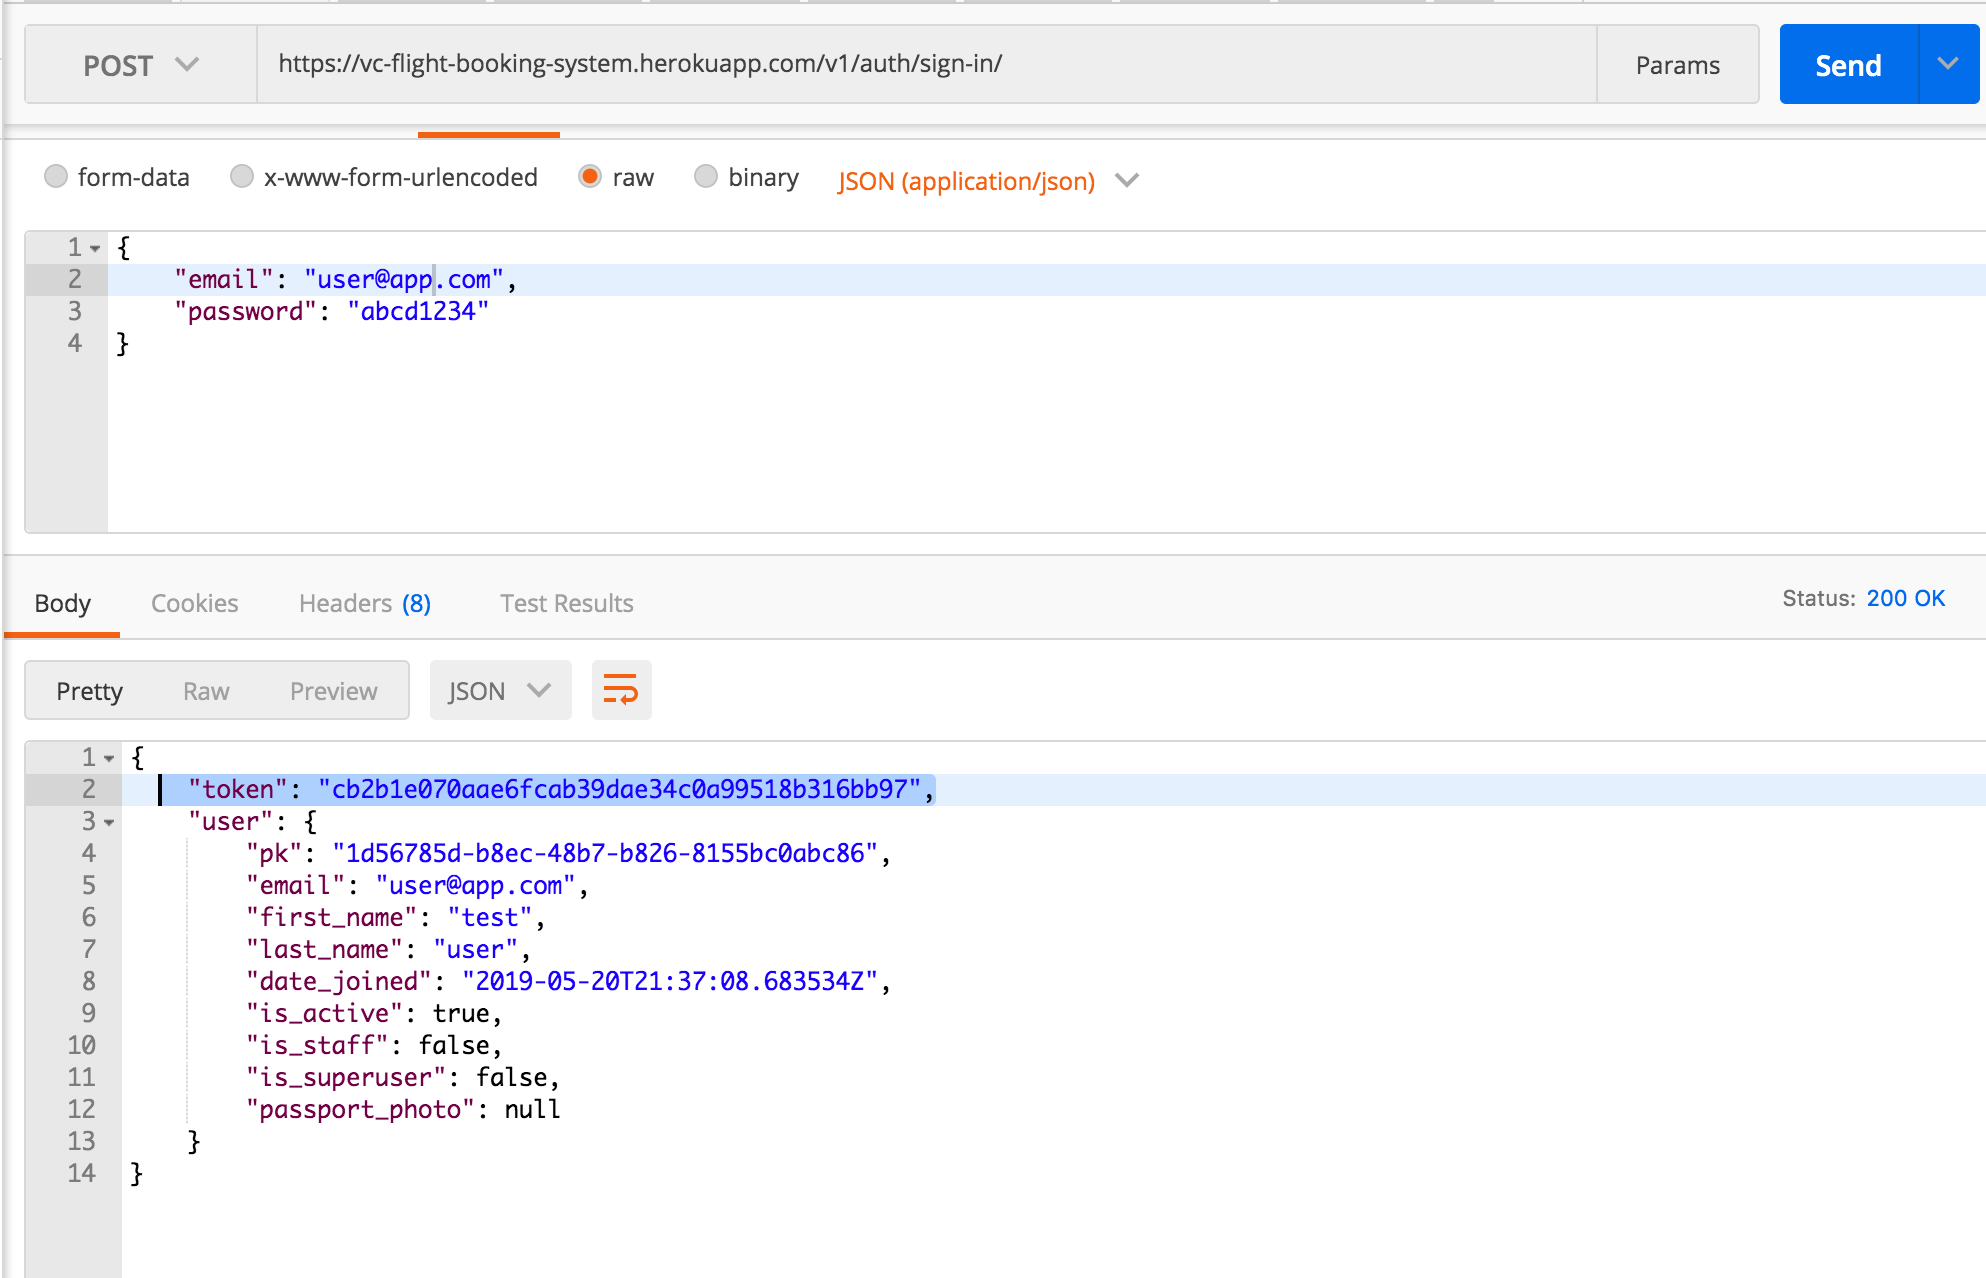 POST https://vc-flight-booking-system.herokuapp.com/v1/auth/sign-in/ Params Send
form-data x-www-form-urlencoded raw binary JSON (application/json)
1 {
2 "email": "user@app.com",
3 "password": "abcd1234"
4 }
Body Cookies Headers (8) Test Results Status: 200 OK
Pretty Raw Preview JSON
1 {
2 "token": "cb2b1e070aae6fcab39dae34c0a99518b316bb97",
3 "user": {
4 "pk": "1d56785d-b8ec-48b7-b826-8155bc0abc86",
5 "email": "user@app.com",
6 "first_name": "test",
7 "last_name": "user",
8 "date_joined": "2019-05-20T21:37:08.683534Z",
9 "is_active": true,
10 "is_staff": false,
11 "is_superuser": false,
12 "passport_photo": null
13 }
14 }